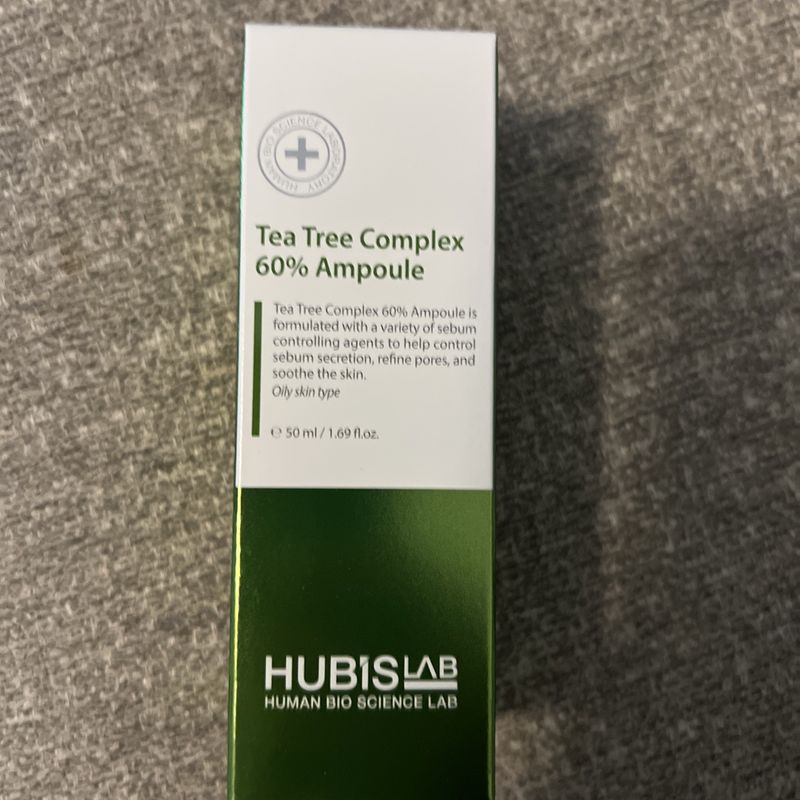 HUMAN BIO SCIENCE LABORATORY
Tea Tree Complex
60% Ampoule
Tea Tree Complex 60% Ampoule is
formulated with a variety of sebum
controlling agents to help control
sebum secretion, refine pores, and
soothe the skin.
Oily skin type
℮ 50 ml / 1.69 fl.oz.
HUBiS LAB
HUMAN BIO SCIENCE LAB